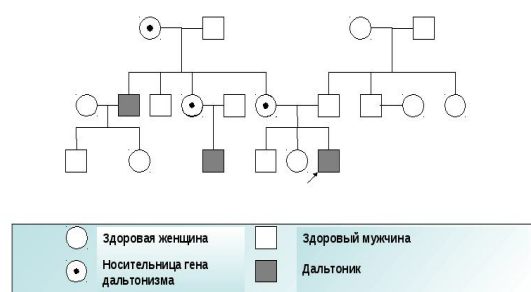 Здоровая женщина
Здоровый мужчина
Носительница гена
дальтонизма
Дальтоник